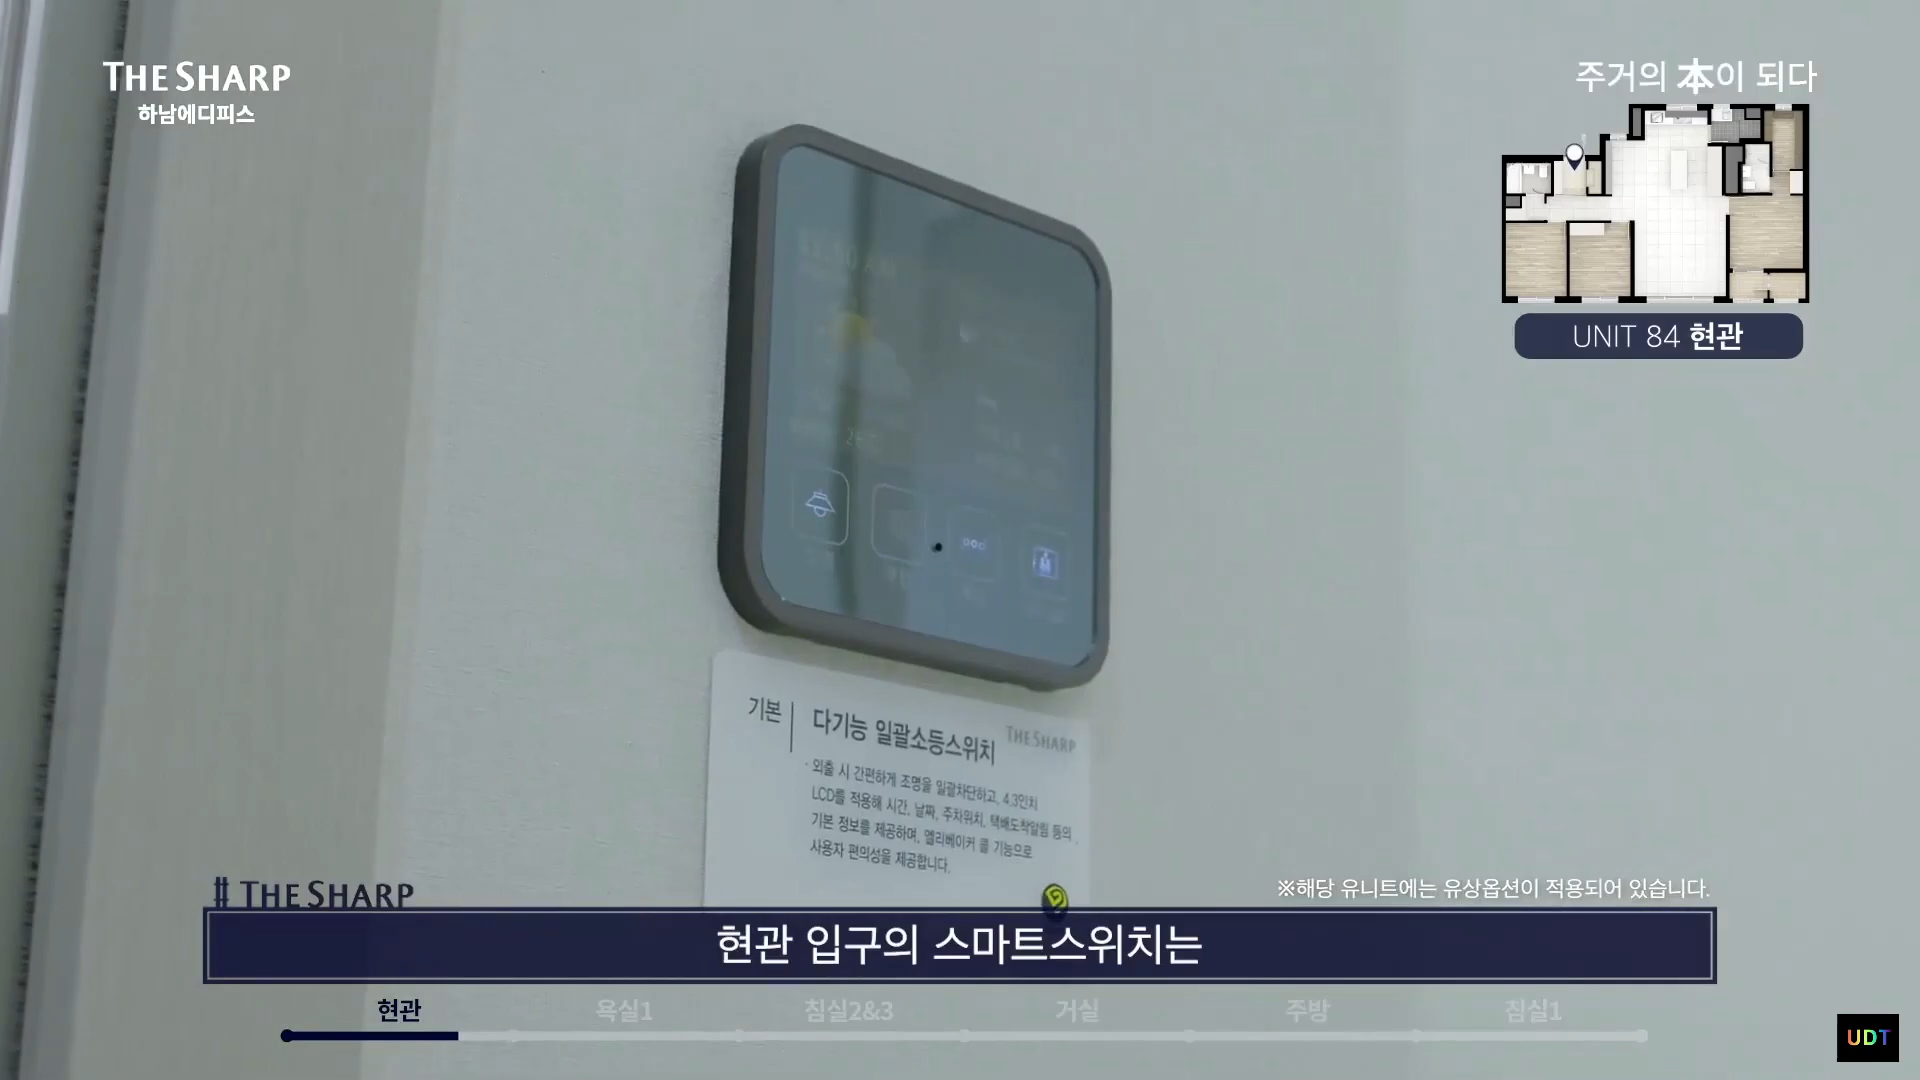 THE SHARP
하남에디피스
주거의 本이 되다
UNIT 84 현관
기본
다기능 일괄소등스위치
THE SHARP
· 외출 시 간편하게 조명을 일괄차단하고, 4.3인치
LCD를 적용해 시간, 날짜, 주차위치, 택배도착알림 등의
기본 정보를 제공하며, 엘리베이커 콜 기능으로
사용자 편의성을 제공합니다.
# THE SHARP
※해당 유니트에는 유상옵션이 적용되어 있습니다.
현관 입구의 스마트스위치는
현관 욕실1 침실2&3 거실 주방 침실1
UDT